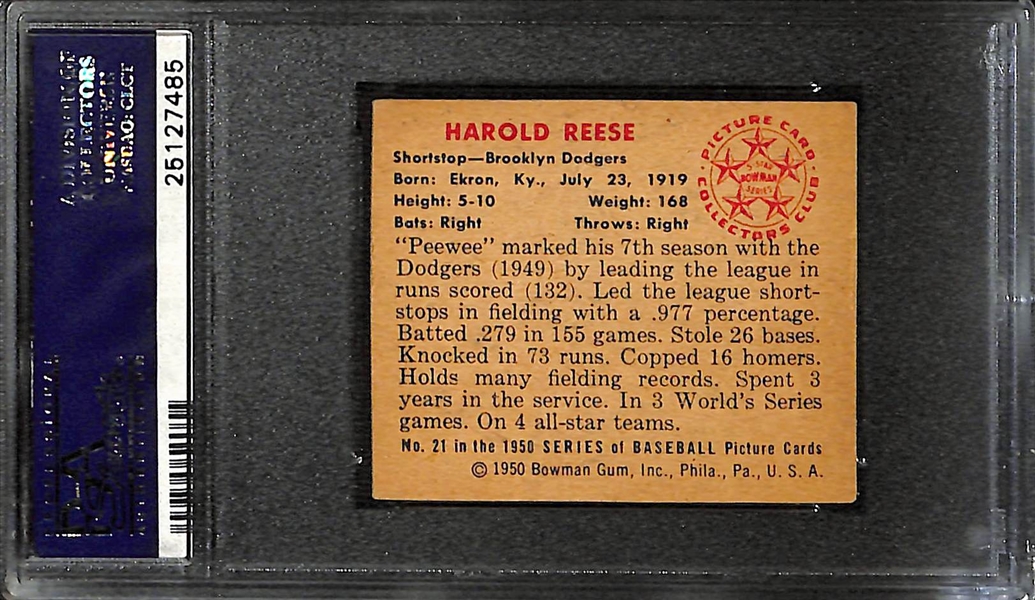 HAROLD REESE
Shortstop—Brooklyn Dodgers
Born: Ekron, Ky., July 23, 1919
Height: 5-10 Weight: 168
Bats: Right Throws: Right
PICTURE CARD
COLLECTORS CLUB
5-STAR
BOWMAN
SERIES
"Peewee" marked his 7th season with the
Dodgers (1949) by leading the league in
runs scored (132). Led the league short-
stops in fielding with a .977 percentage.
Batted .279 in 155 games. Stole 26 bases.
Knocked in 73 runs. Copped 16 homers.
Holds many fielding records. Spent 3
years in the service. In 3 World's Series
games. On 4 all-star teams.
No. 21 in the 1950 SERIES of BASEBALL Picture Cards
© 1950 Bowman Gum, Inc., Phila., Pa., U. S. A.
25127485